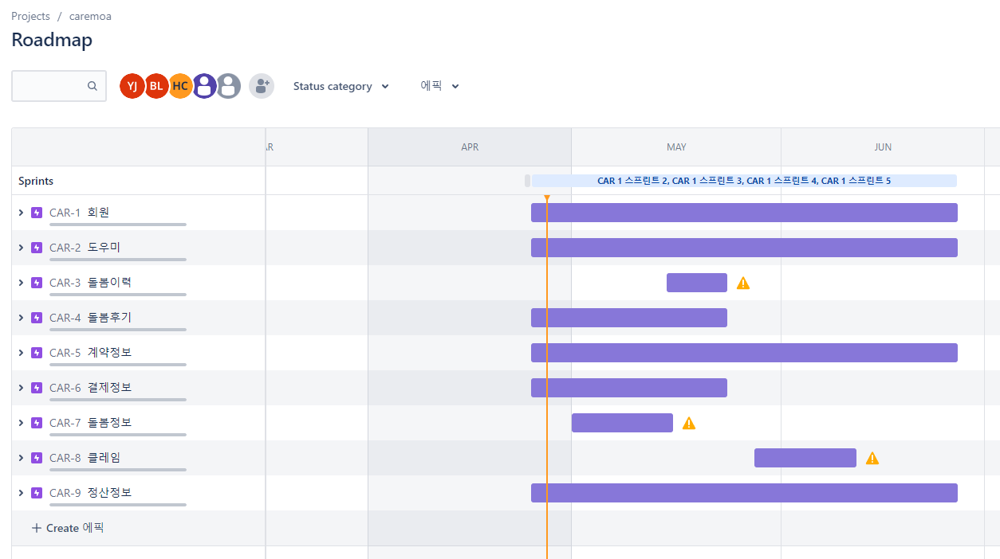 Projects / caremoa
Roadmap
YJ BL HC Status category 에픽
AR APR MAY JUN
Sprints CAR 1 스프린트 2, CAR 1 스프린트 3, CAR 1 스프린트 4, CAR 1 스프린트 5
CAR-1 회원
CAR-2 도우미
CAR-3 돌봄이력
CAR-4 돌봄후기
CAR-5 계약정보
CAR-6 결제정보
CAR-7 돌봄정보
CAR-8 클레임
CAR-9 정산정보
+ Create 에픽